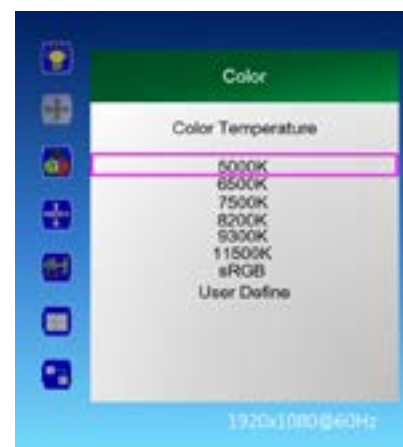 Color
Color Temperature
5000K
6500K
7500K
8200K
9300K
11500K
sRGB
User Define
1920x1080@60Hz